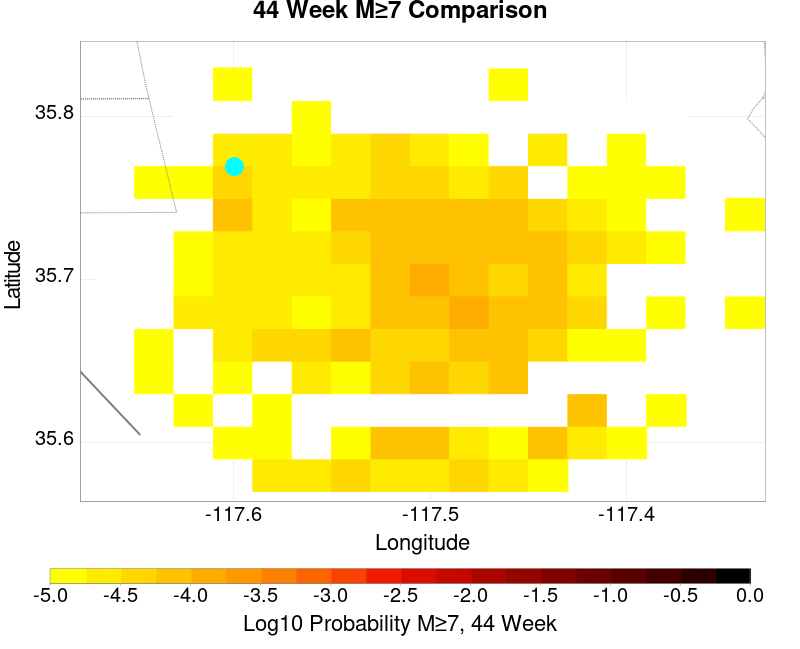 44 Week M≥7 Comparison
35.8
35.7
35.6
Latitude
-117.6 -117.5 -117.4
Longitude
-5.0 -4.5 -4.0 -3.5 -3.0 -2.5 -2.0 -1.5 -1.0 -0.5 0.0
Log10 Probability M≥7, 44 Week